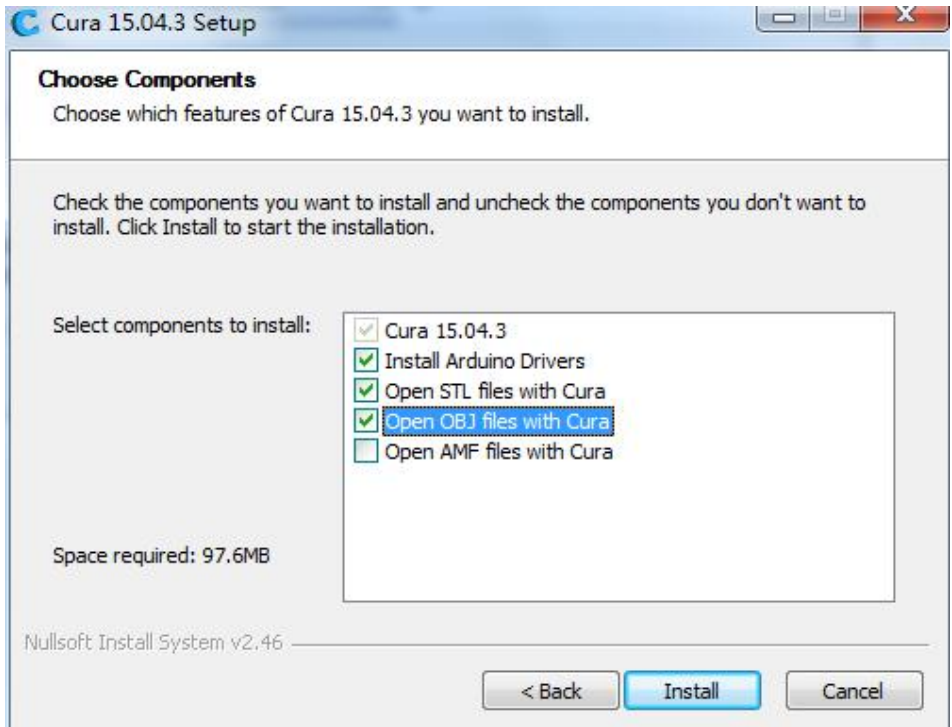 Cura 15.04.3 Setup
Choose Components
Choose which features of Cura 15.04.3 you want to install.
Check the components you want to install and uncheck the components you don't want to
install. Click Install to start the installation.
Select components to install:
Cura 15.04.3
Install Arduino Drivers
Open STL files with Cura
Open OBJ files with Cura
Open AMF files with Cura
Space required: 97.6MB
Nullsoft Install System v2.46
< Back
Install
Cancel